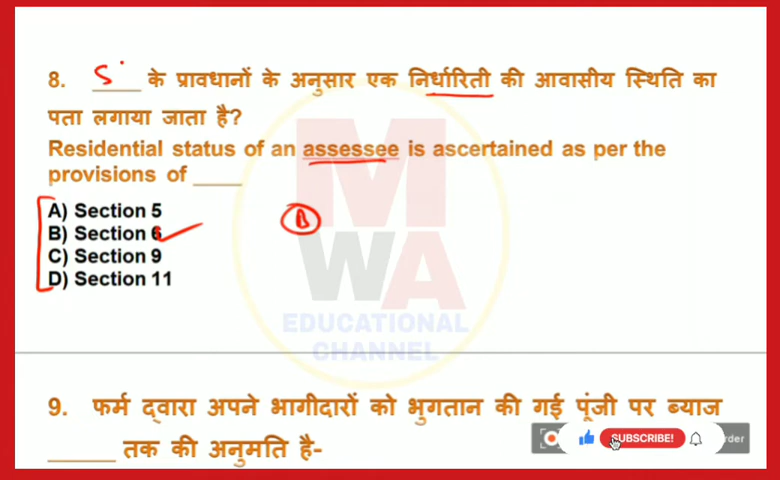 8. ____ के प्रावधानों के अनुसार एक निर्धारिती की आवासीय स्थिति का
पता लगाया जाता है?
Residential status of an assessee is ascertained as per the
provisions of ____
A) Section 5
B) Section 6
C) Section 9
D) Section 11
MWA
EDUCATIONAL
CHANNEL
9. फर्म द्वारा अपने भागीदारों को भुगतान की गई पूंजी पर ब्याज
______ तक की अनुमति है-
SUBSCRIBE!